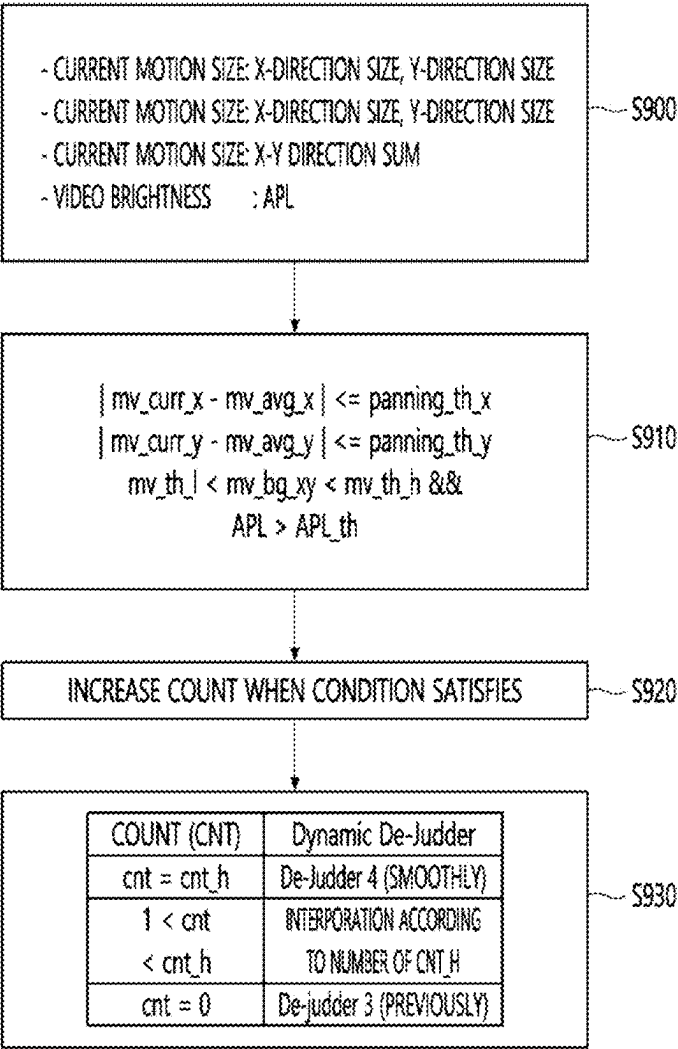 - CURRENT MOTION SIZE: X-DIRECTION SIZE, Y-DIRECTION SIZE
- CURRENT MOTION SIZE: X-DIRECTION SIZE, Y-DIRECTION SIZE
- CURRENT MOTION SIZE: X-Y DIRECTION SUM
- VIDEO BRIGHTNESS : APL
S900
| mv_curr_x - mv_avg_x | <= panning_th_x
| mv_curr_y - mv_avg_y | <= panning_th_y
mv_th_l < mv_bg_xy < mv_th_h &&
APL > APL_th
S910
INCREASE COUNT WHEN CONDITION SATISFIES
S920
COUNT (CNT) Dynamic De-Judder
cnt = cnt_h De-Judder 4 (SMOOTHLY)
1 < cnt INTERPORATION ACCORDING
< cnt_h TO NUMBER OF CNT_H
cnt = 0 De-judder 3 (PREVIOUSLY)
S930